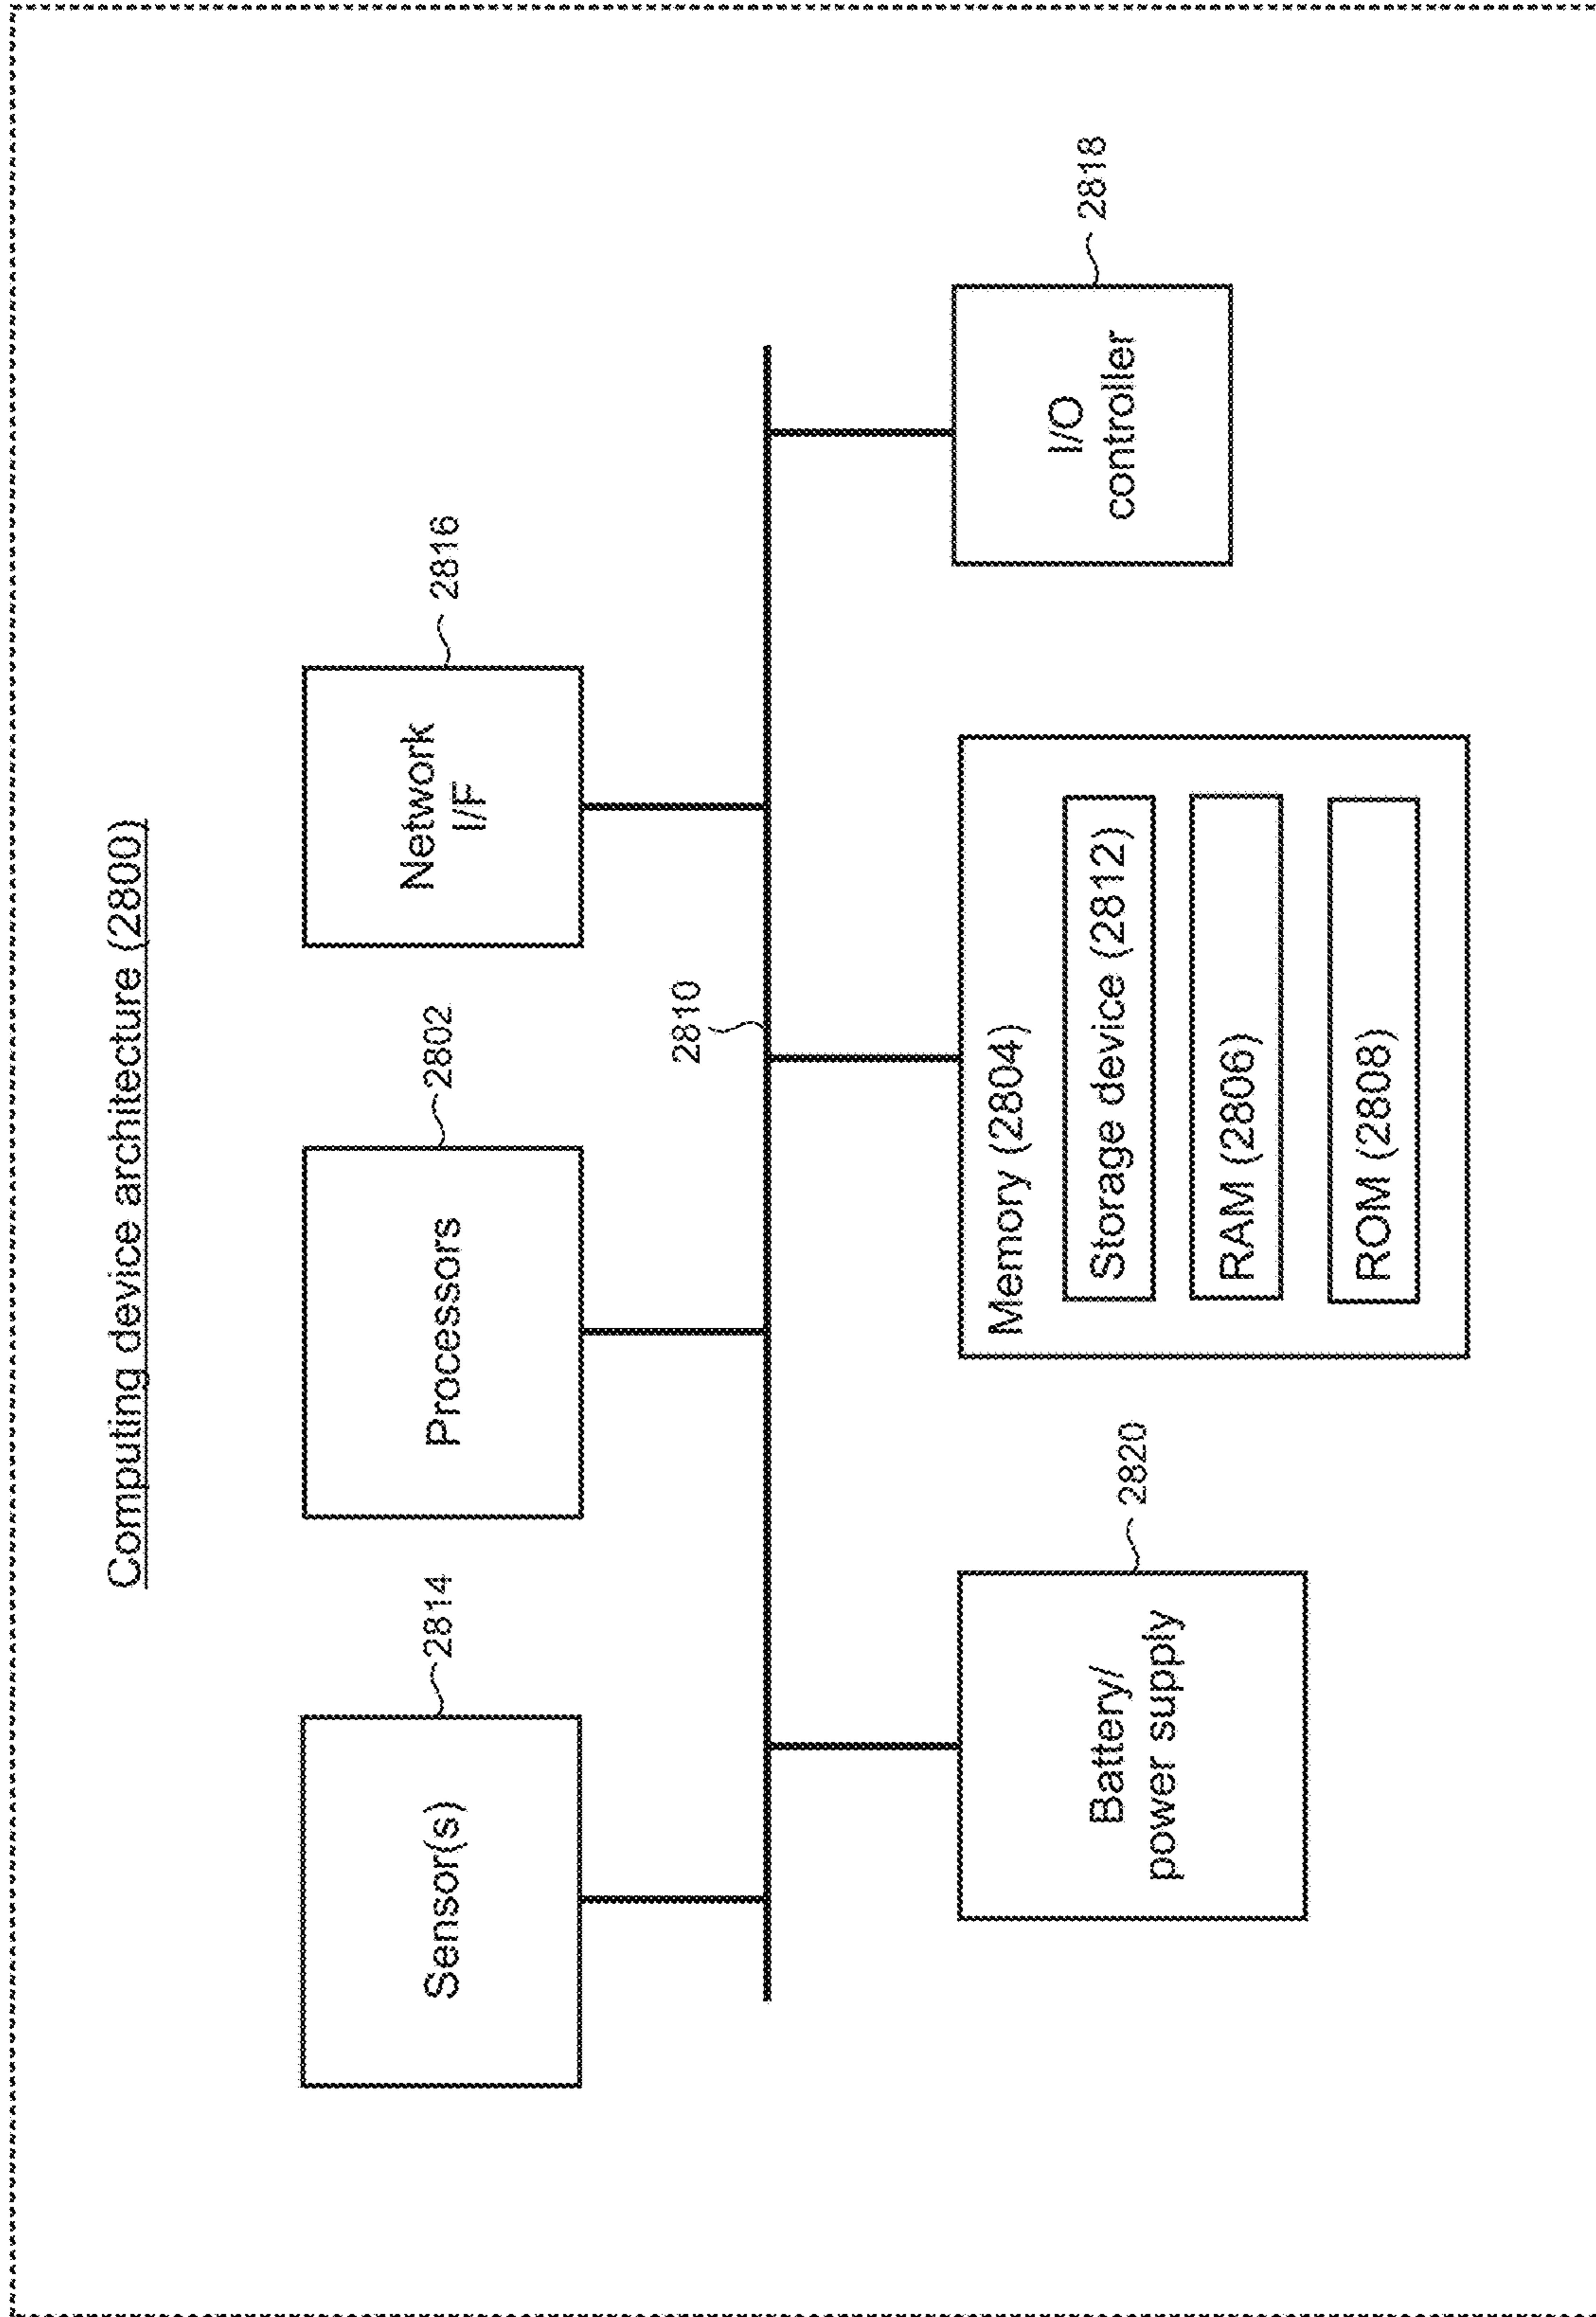 Computing device architecture (2800)
2814
Sensor(s)
2802
Processors
2816
Network
I/F
2810
2820
Battery/
power supply
Memory (2804)
Storage device (2812)
RAM (2806)
ROM (2808)
2818
I/O
controller